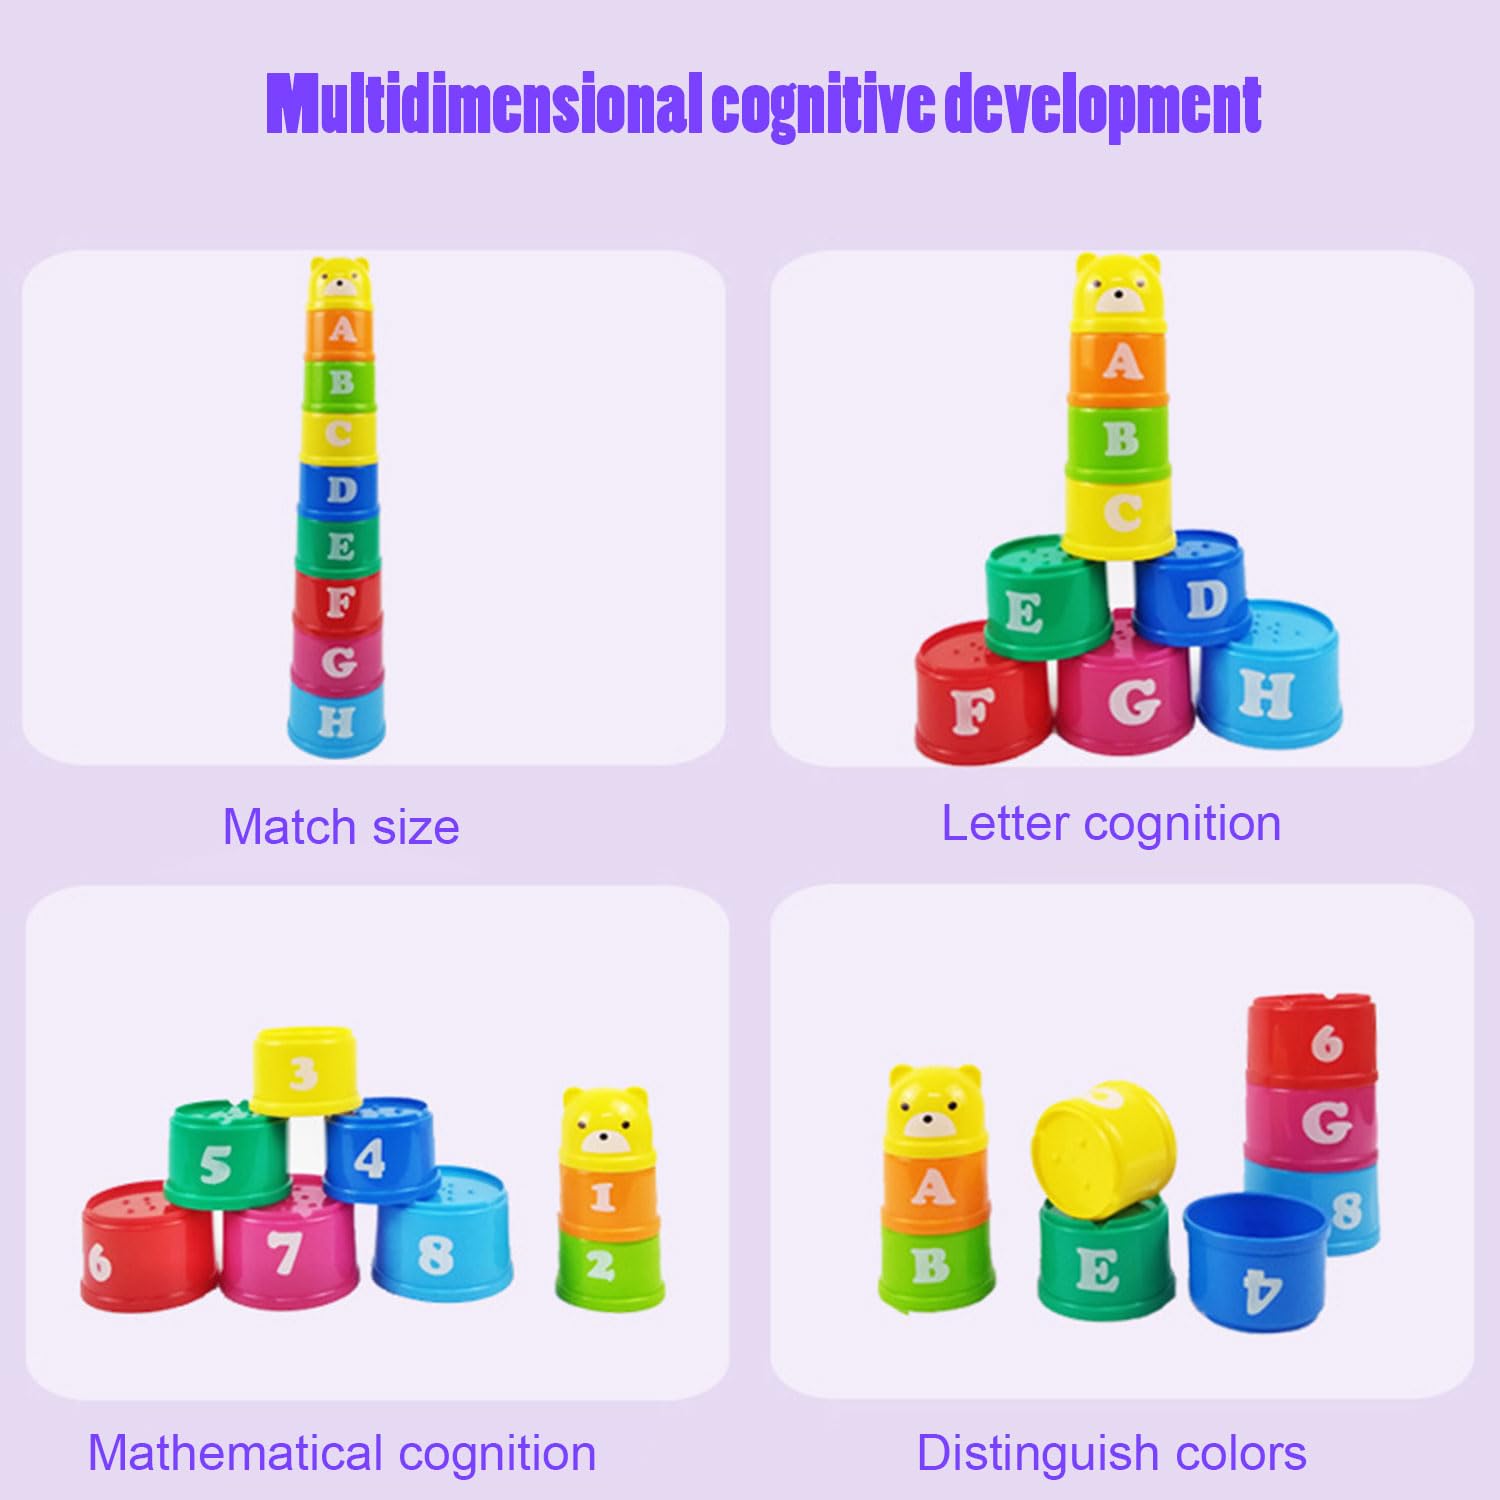 Multidimensional cognitive development
A
B
C
D
E
F
G
H
Match size
A
B
C
E
D
F
G
H
Letter cognition
3
5
4
6
7
8
1
2
Mathematical cognition
6
G
8
A
B
E
4
Distinguish colors